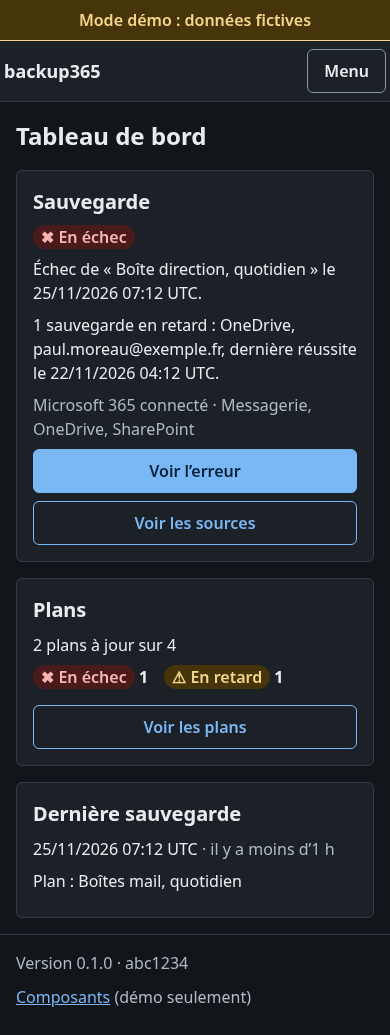 Mode démo : données fictives
backup365
Menu
Tableau de bord
Sauvegarde
✖ En échec
Échec de « Boîte direction, quotidien » le
25/11/2026 07:12 UTC.
1 sauvegarde en retard : OneDrive,
paul.moreau@exemple.fr, dernière réussite
le 22/11/2026 04:12 UTC.
Microsoft 365 connecté · Messagerie,
OneDrive, SharePoint
Voir l’erreur
Voir les sources
Plans
2 plans à jour sur 4
✖ En échec 1 ⚠ En retard 1
Voir les plans
Dernière sauvegarde
25/11/2026 07:12 UTC · il y a moins d’1 h
Plan : Boîtes mail, quotidien
Version 0.1.0 · abc1234
Composants (démo seulement)